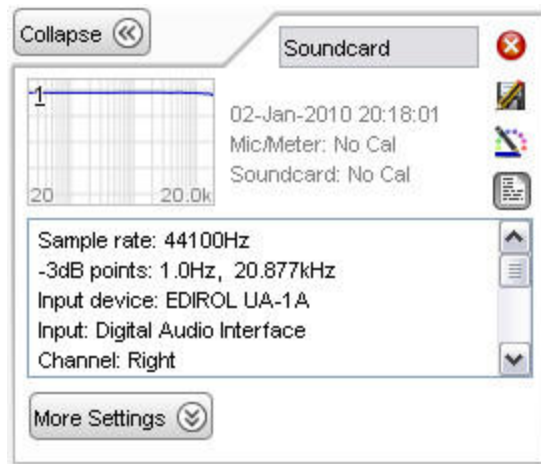 Collapse
Soundcard
1
20 20.0k
02-Jan-2010 20:18:01
Mic/Meter: No Cal
Soundcard: No Cal
Sample rate: 44100Hz
-3dB points: 1.0Hz, 20.877kHz
Input device: EDIROL UA-1A
Input: Digital Audio Interface
Channel: Right
More Settings